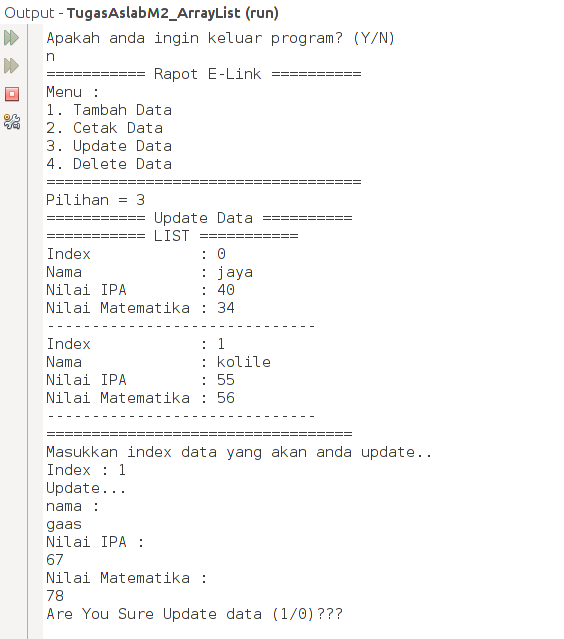 Output - TugasAslabM2_ArrayList (run)
Apakah anda ingin keluar program? (Y/N)
n
=========== Rapot E-Link ==========
Menu :
1. Tambah Data
2. Cetak Data
3. Update Data
4. Delete Data
===================================
Pilihan = 3
=========== Update Data ==========
=========== LIST ===========
Index            : 0
Nama             : jaya
Nilai IPA        : 40
Nilai Matematika : 34
------------------------------
Index            : 1
Nama             : kolile
Nilai IPA        : 55
Nilai Matematika : 56
------------------------------
==================================
Masukkan index data yang akan anda update..
Index : 1
Update...
nama :
gaas
Nilai IPA :
67
Nilai Matematika :
78
Are You Sure Update data (1/0)???